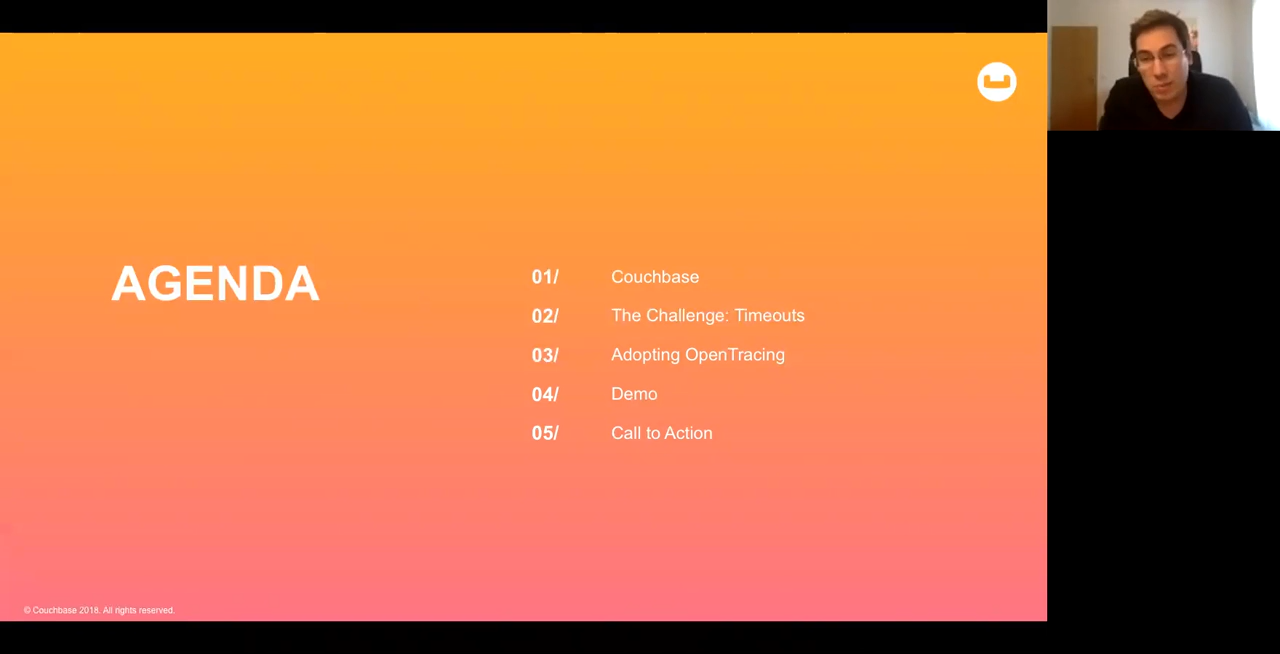 AGENDA
01/ Couchbase
02/ The Challenge: Timeouts
03/ Adopting OpenTracing
04/ Demo
05/ Call to Action
© Couchbase 2018. All rights reserved.